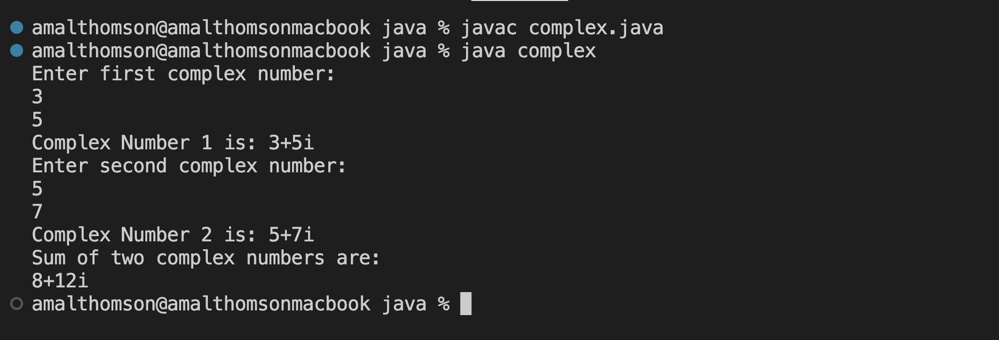 amalthomson@amalthomsonmacbook java % javac complex.java
amalthomson@amalthomsonmacbook java % java complex
Enter first complex number:
3
5
Complex Number 1 is: 3+5i
Enter second complex number:
5
7
Complex Number 2 is: 5+7i
Sum of two complex numbers are:
8+12i
amalthomson@amalthomsonmacbook java %